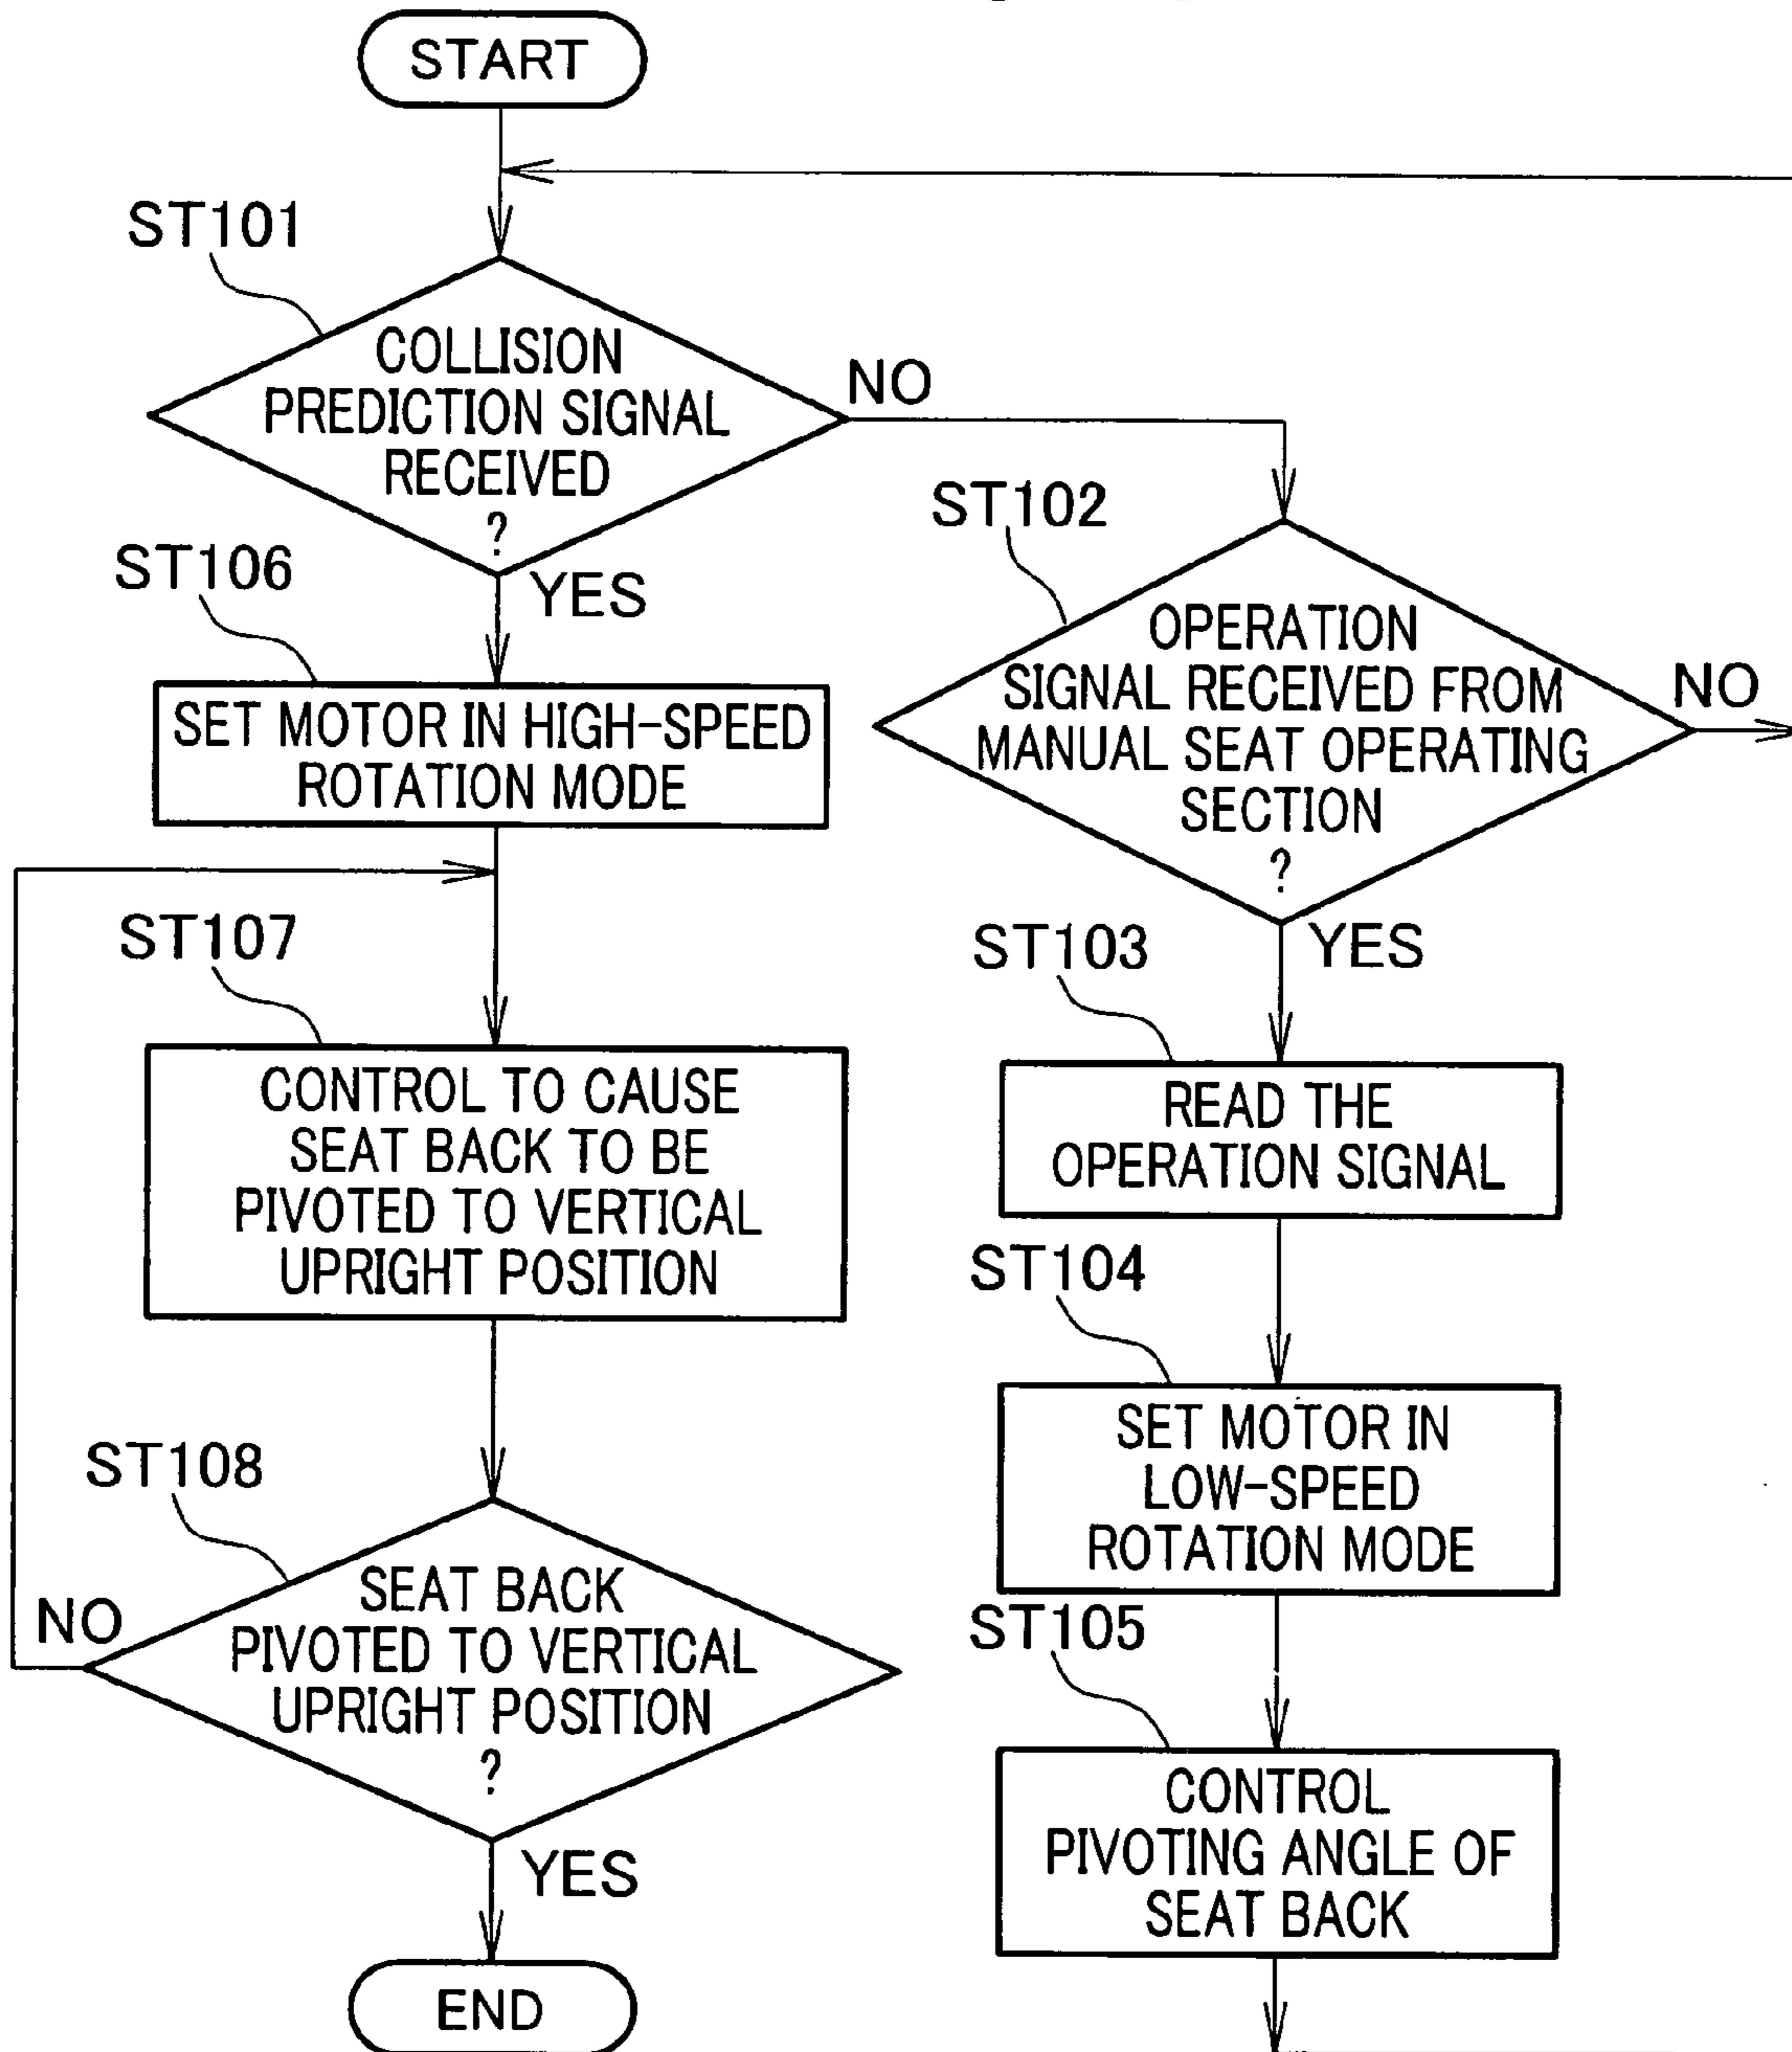 START
ST101
COLLISION
PREDICTION SIGNAL
RECEIVED
?
NO
YES
ST102
OPERATION
SIGNAL RECEIVED FROM
MANUAL SEAT OPERATING
SECTION
?
NO
YES
ST106
SET MOTOR IN HIGH-SPEED
ROTATION MODE
ST107
CONTROL TO CAUSE
SEAT BACK TO BE
PIVOTED TO VERTICAL
UPRIGHT POSITION
ST108
SEAT BACK
PIVOTED TO VERTICAL
UPRIGHT POSITION
?
NO
YES
END
ST103
READ THE
OPERATION SIGNAL
ST104
SET MOTOR IN
LOW-SPEED
ROTATION MODE
ST105
CONTROL
PIVOTING ANGLE OF
SEAT BACK